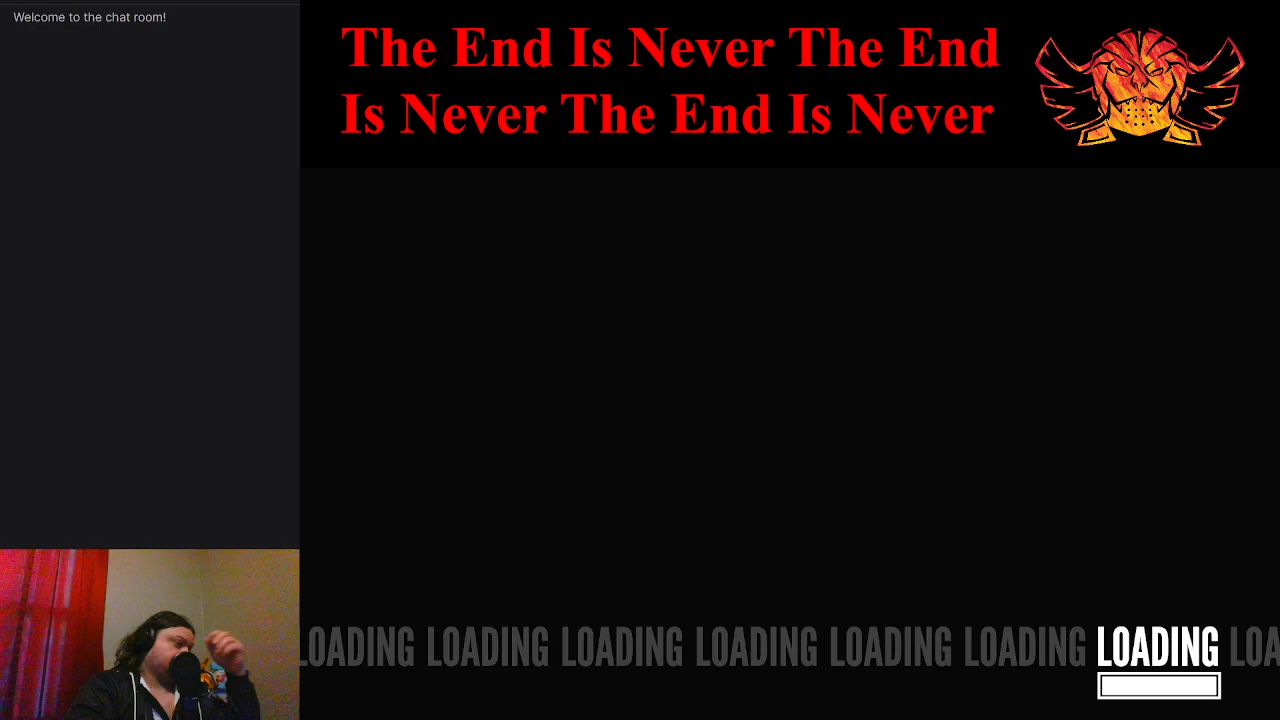 Welcome to the chat room!
The End Is Never The End
Is Never The End Is Never
LOADING LOADING LOADING LOADING LOADING LOADING LOADING LOA